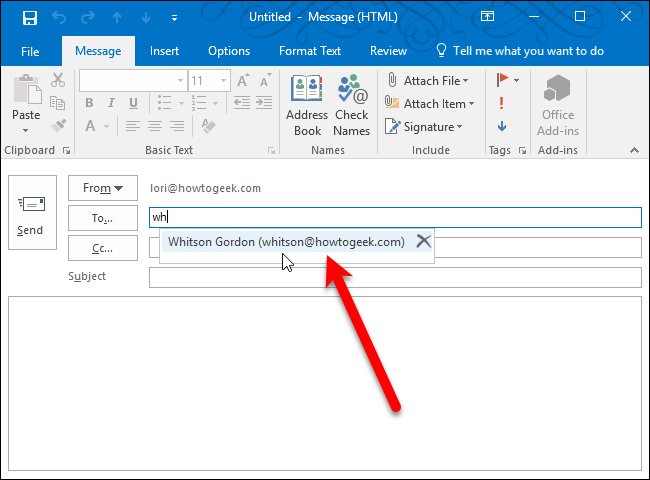 Untitled - Message (HTML)
File Message Insert Options Format Text Review Tell me what you want to do
Paste
Clipboard
11
B I U
A
A A
Basic Text
Address Book
Check Names
Names
Attach File
Attach Item
Signature
Include
Tags
Office Add-ins
Add-ins
Send
From lori@howtogeek.com
To... wh
Whitson Gordon (whitson@howtogeek.com)
Cc...
Subject